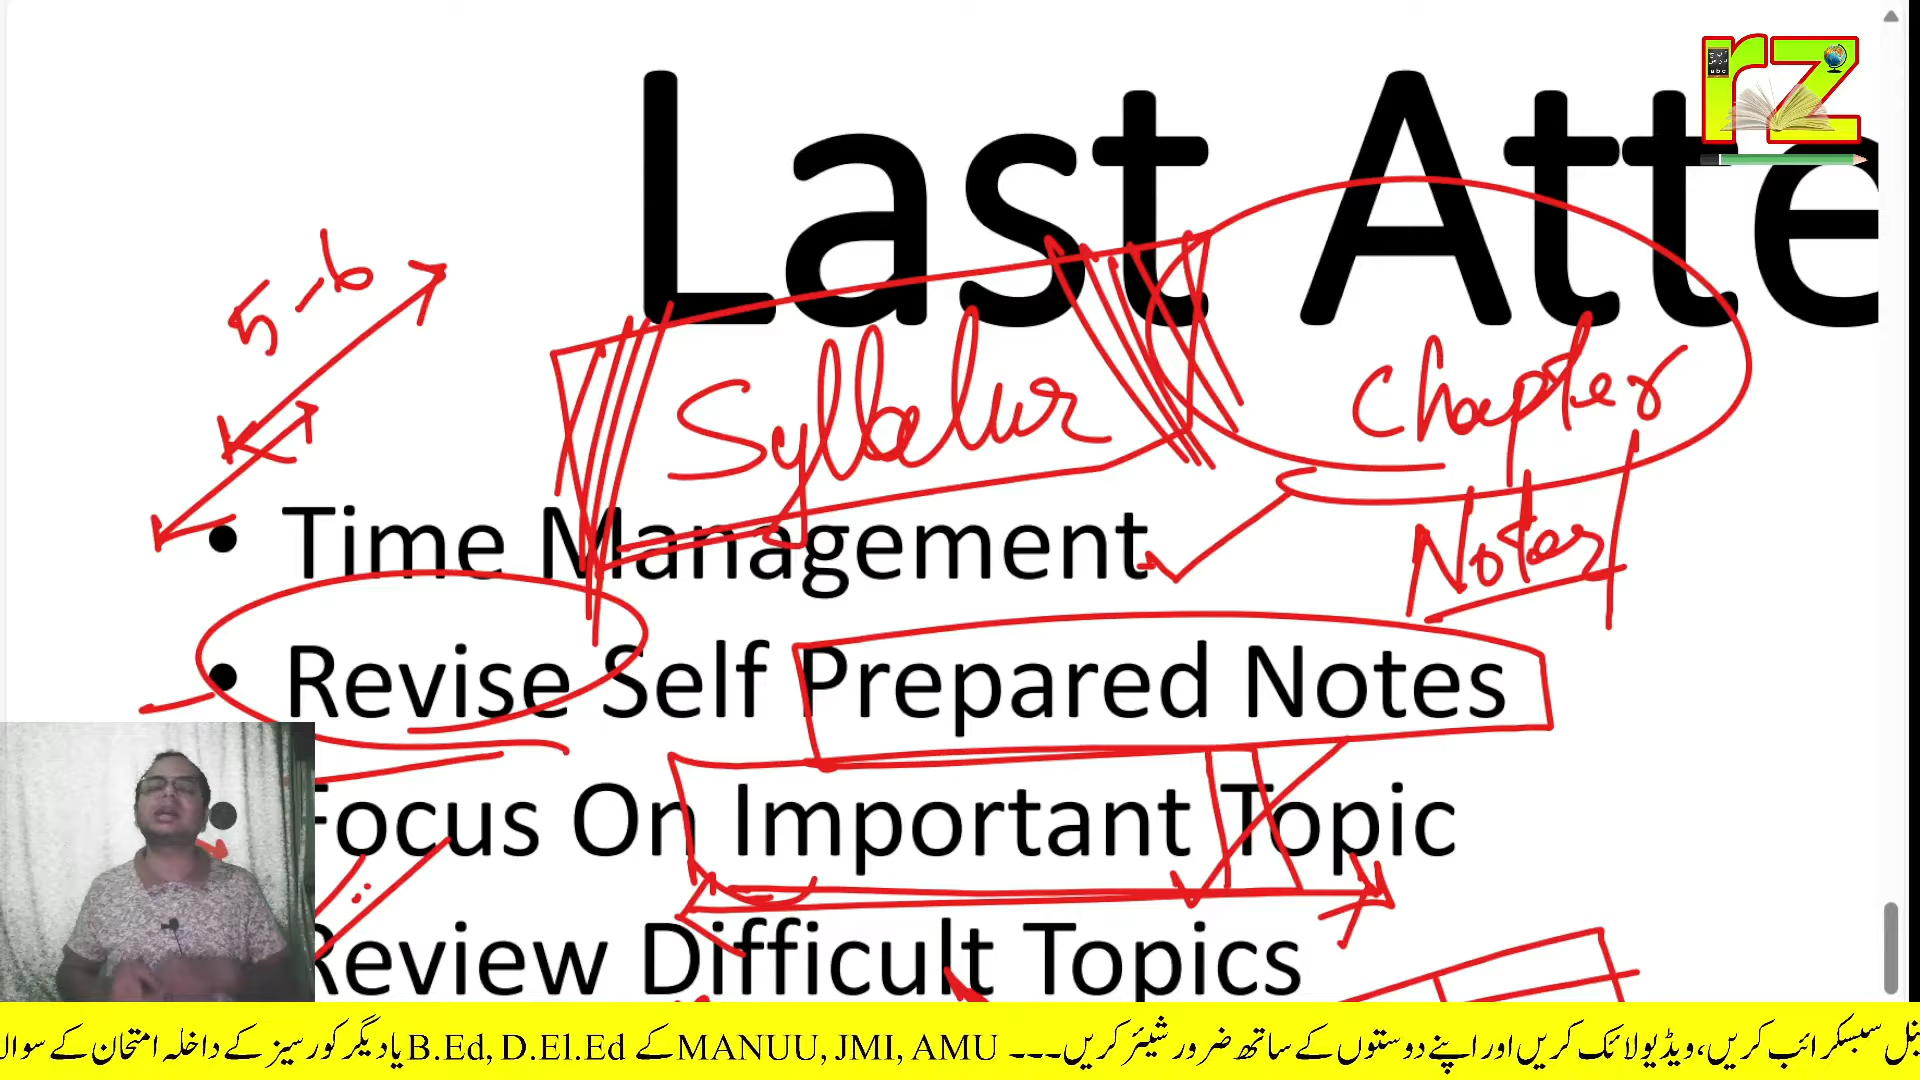 rz
Last Atte
5-6
Syllabus
Chapter
Notes
• Time Management
• Revise Self Prepared Notes
Focus On Important Topic
Review Difficult Topics
سبسکرائب کریں، ویڈیو لائک کریں اور اپنے دوستوں کے ساتھ ضرور شیئر کریں۔۔۔ MANUU, JMI, AMU کے B.Ed, D.El.Ed یا دیگر کورسیز کے داخلہ امتحان کے